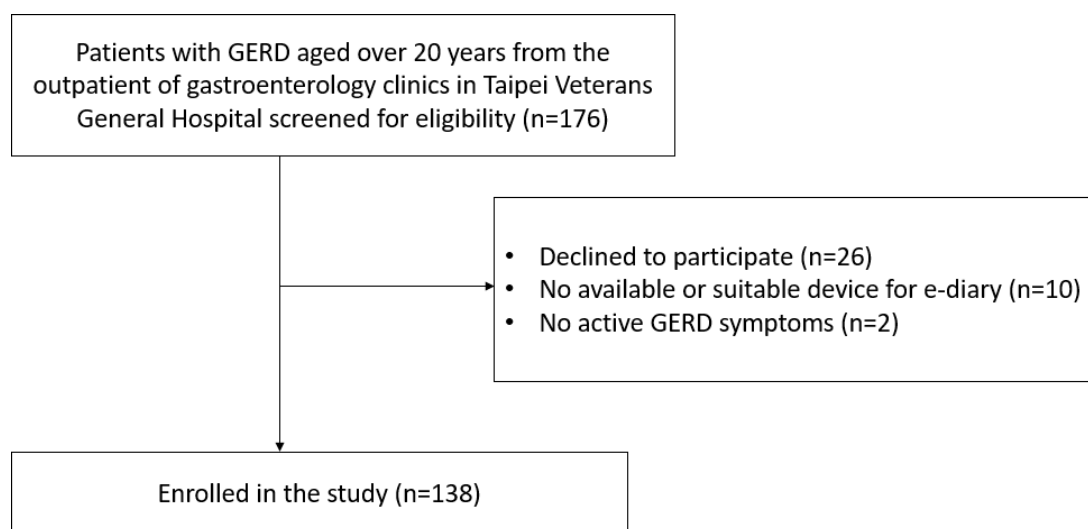 Patients with GERD aged over 20 years from the
outpatient of gastroenterology clinics in Taipei Veterans
General Hospital screened for eligibility (n=176)
• Declined to participate (n=26)
• No available or suitable device for e-diary (n=10)
• No active GERD symptoms (n=2)
Enrolled in the study (n=138)